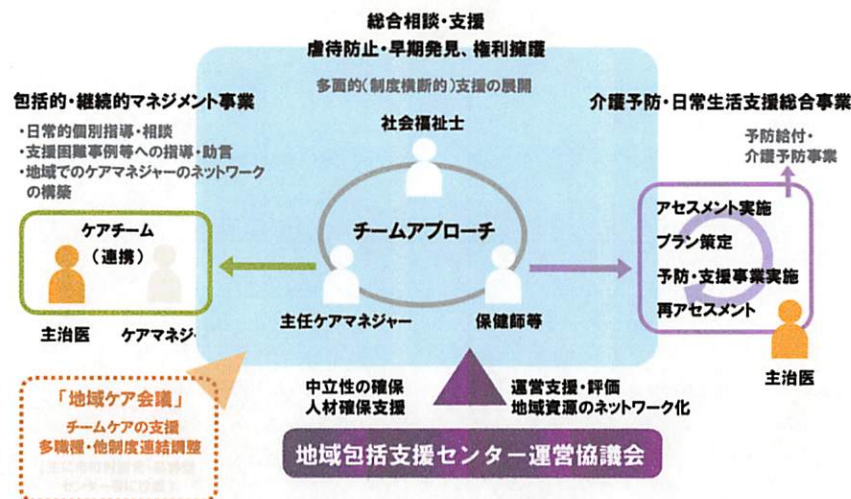 総合相談・支援
虐待防止・早期発見、権利擁護
多面的（制度横断的）支援の展開
社会福祉士
チームアプローチ
主任ケアマネジャー
保健師等
包括的・継続的マネジメント事業
・日常的個別指導・相談
・支援困難事例等への指導・助言
・地域でのケアマネジャーのネットワーク
の構築
ケアチーム
（連携）
主治医
ケアマネジ
介護予防・日常生活支援総合事業
予防給付・
介護予防事業
アセスメント実施
プラン策定
予防・支援事業実施
再アセスメント
主治医
「地域ケア会議」
チームケアの支援
多職種・他制度連結調整
中立性の確保
人材確保支援
運営支援・評価
地域資源のネットワーク化
地域包括支援センター運営協議会